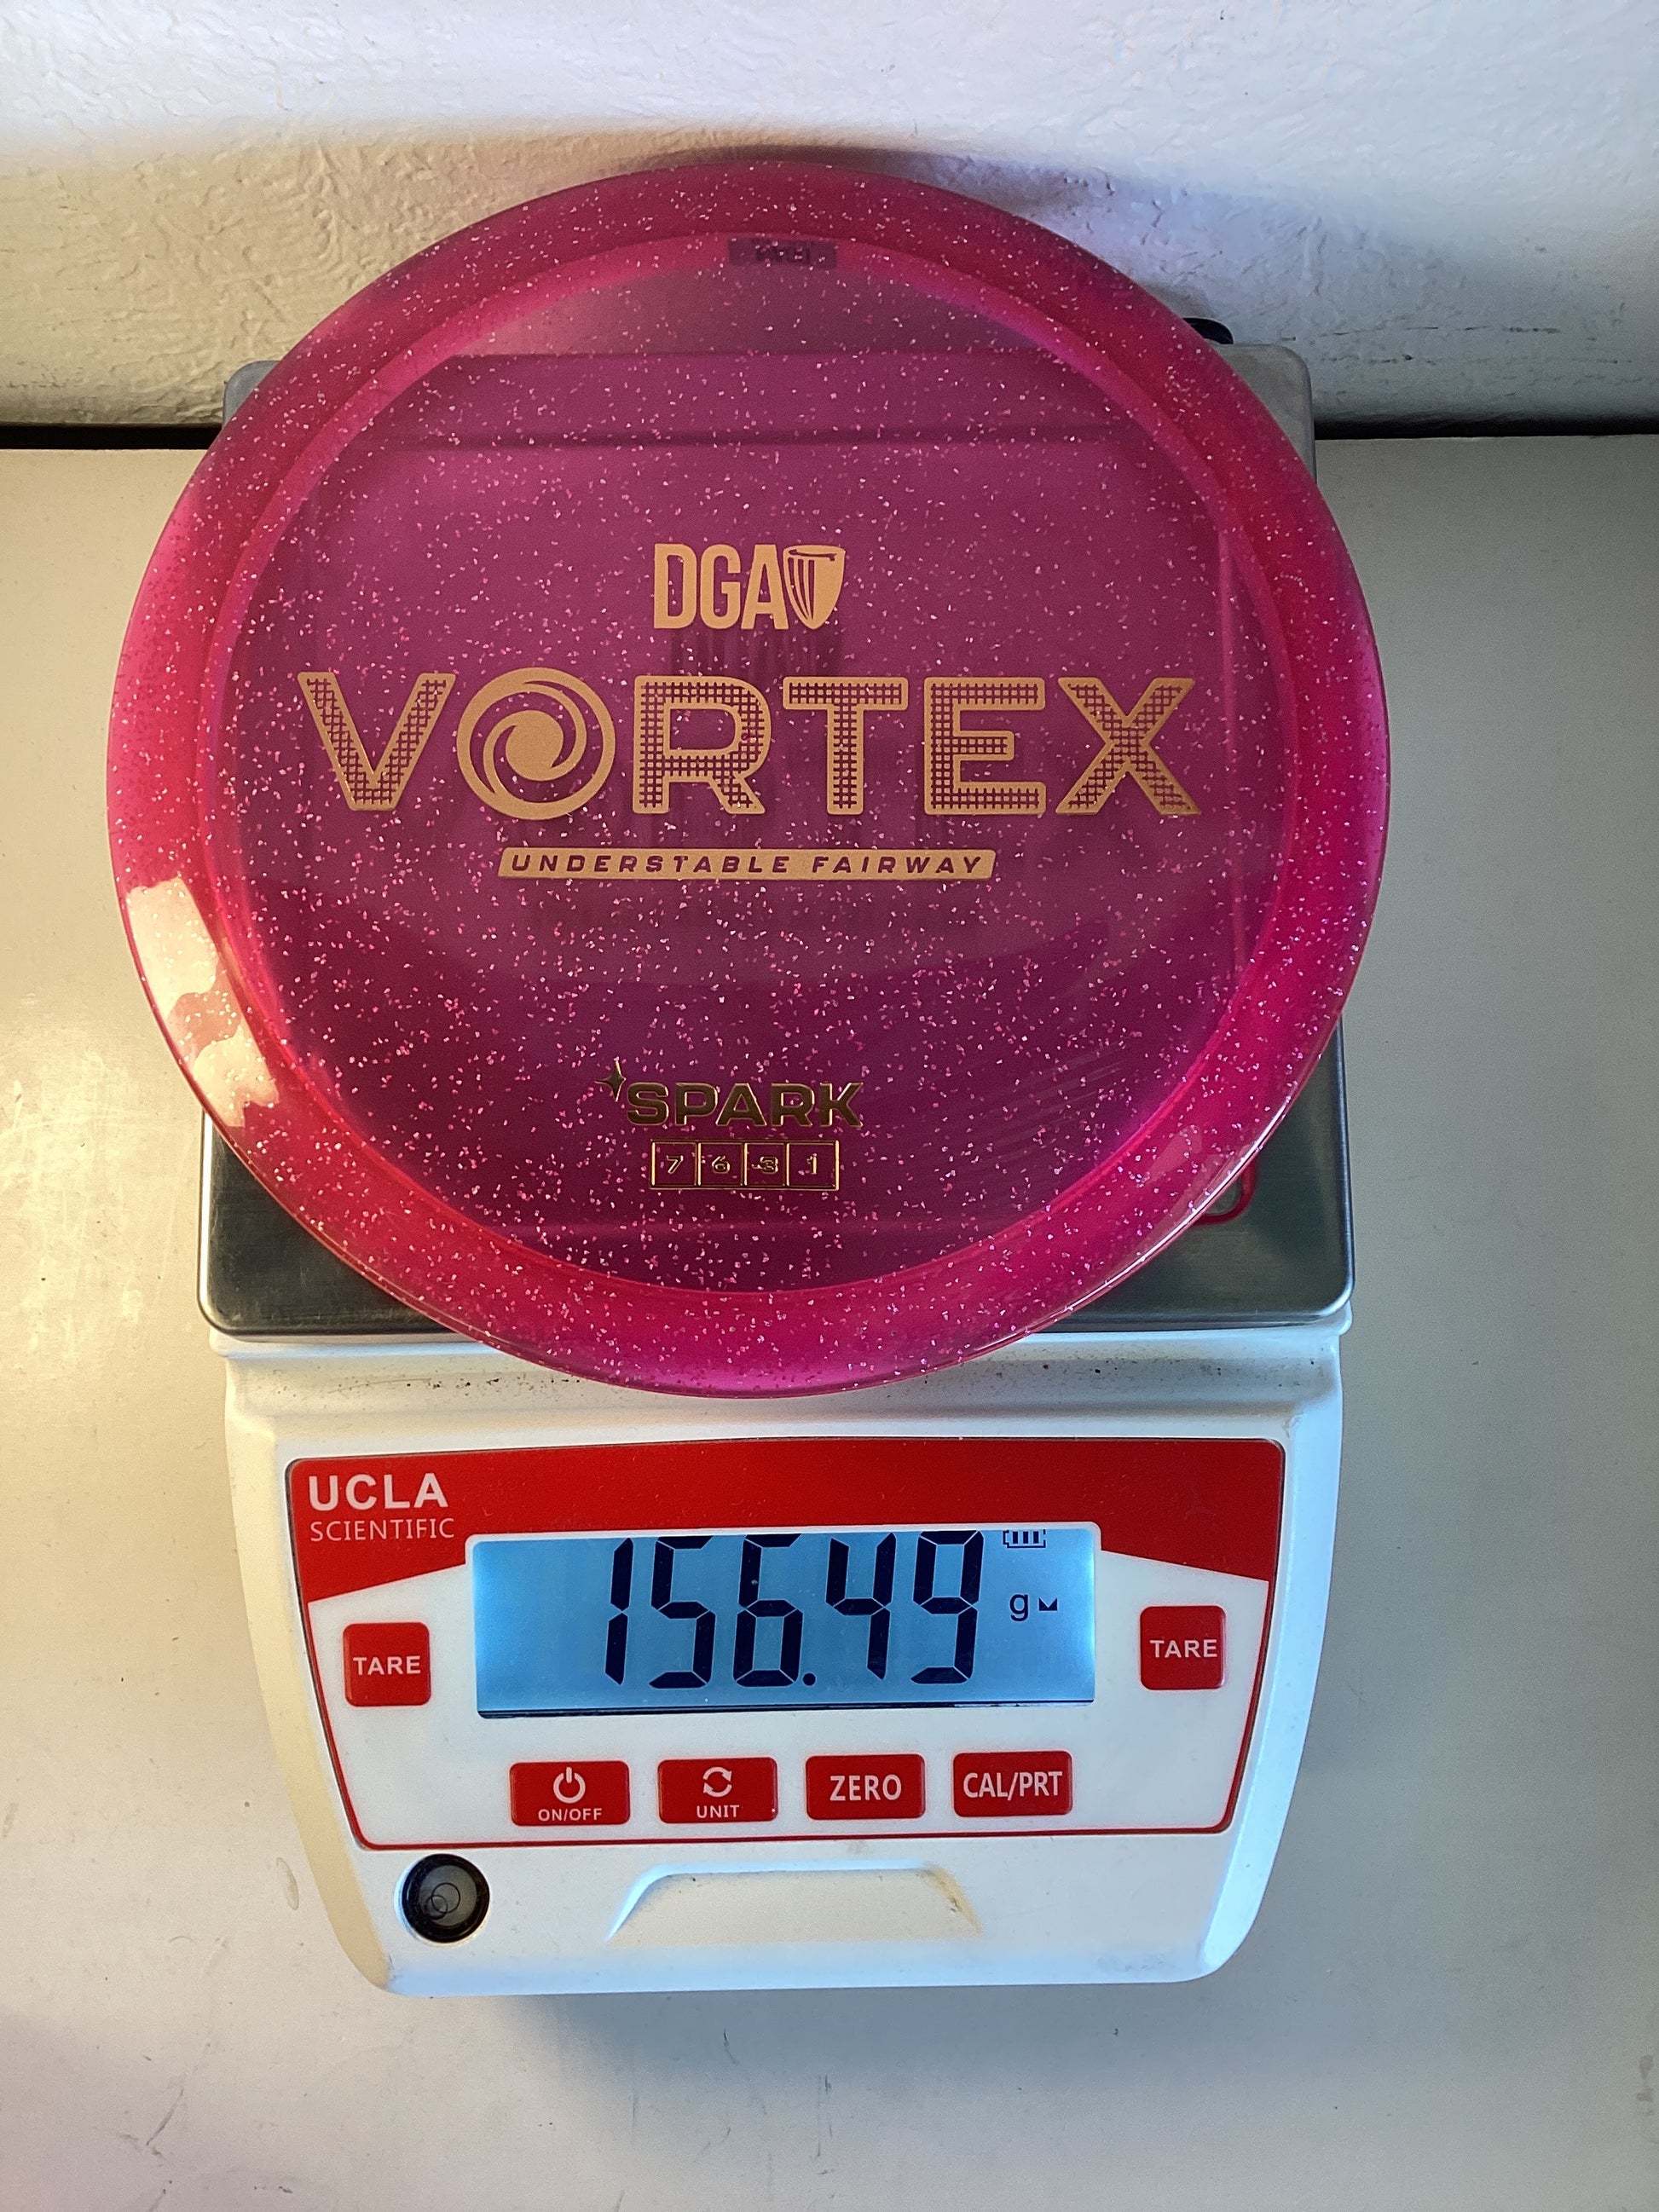 DGA
VORTEX
UNDERSTABLE FAIRWAY
SPARK
7 6 -3 1
UCLA
SCIENTIFIC
156.49 g
TARE
TARE
ON/OFF
UNIT
ZERO
CAL/PRT